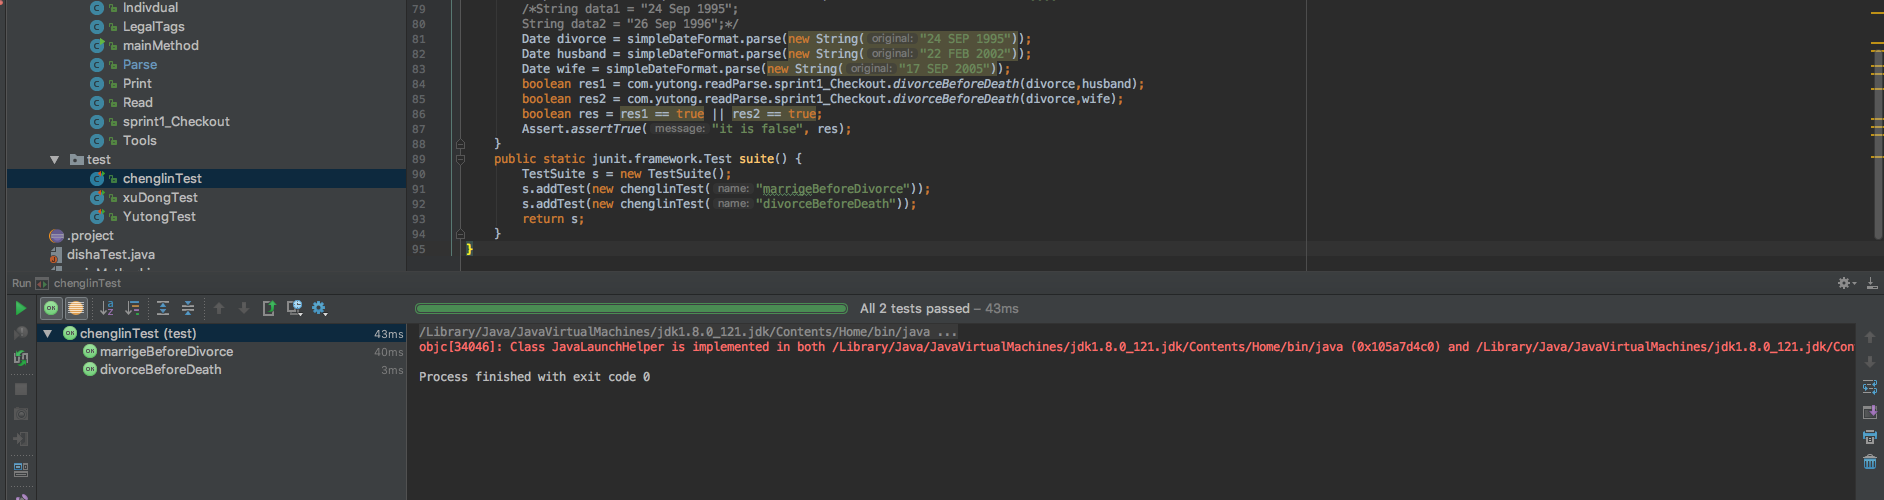 Indivdual
LegalTags
mainMethod
Parse
Print
Read
sprint1_Checkout
Tools
test
chenglinTest
xuDongTest
YutongTest
.project
dishaTest.java
79 /*String data1 = "24 Sep 1995";
80 String data2 = "26 Sep 1996";*/
81 Date divorce = simpleDateFormat.parse(new String( original: "24 SEP 1995"));
82 Date husband = simpleDateFormat.parse(new String( original: "22 FEB 2002"));
83 Date wife = simpleDateFormat.parse(new String( original: "17 SEP 2005"));
84 boolean res1 = com.yutong.readParse.sprint1_Checkout.divorceBeforeDeath(divorce,husband);
85 boolean res2 = com.yutong.readParse.sprint1_Checkout.divorceBeforeDeath(divorce,wife);
86 boolean res = res1 == true || res2 == true;
87 Assert.assertTrue( message: "it is false", res);
88 }
89 public static junit.framework.Test suite() {
90 TestSuite s = new TestSuite();
91 s.addTest(new chenglinTest( name: "marrigeBeforeDivorce"));
92 s.addTest(new chenglinTest( name: "divorceBeforeDeath"));
93 return s;
94 }
95 }
Run chenglinTest
All 2 tests passed – 43ms
chenglinTest (test) 43ms
marrigeBeforeDivorce 40ms
divorceBeforeDeath 3ms
/Library/Java/JavaVirtualMachines/jdk1.8.0_121.jdk/Contents/Home/bin/java ...
objc[34046]: Class JavaLaunchHelper is implemented in both /Library/Java/JavaVirtualMachines/jdk1.8.0_121.jdk/Contents/Home/bin/java (0x105a7d4c0) and /Library/Java/JavaVirtualMachines/jdk1.8.0_121.jdk/Con
Process finished with exit code 0